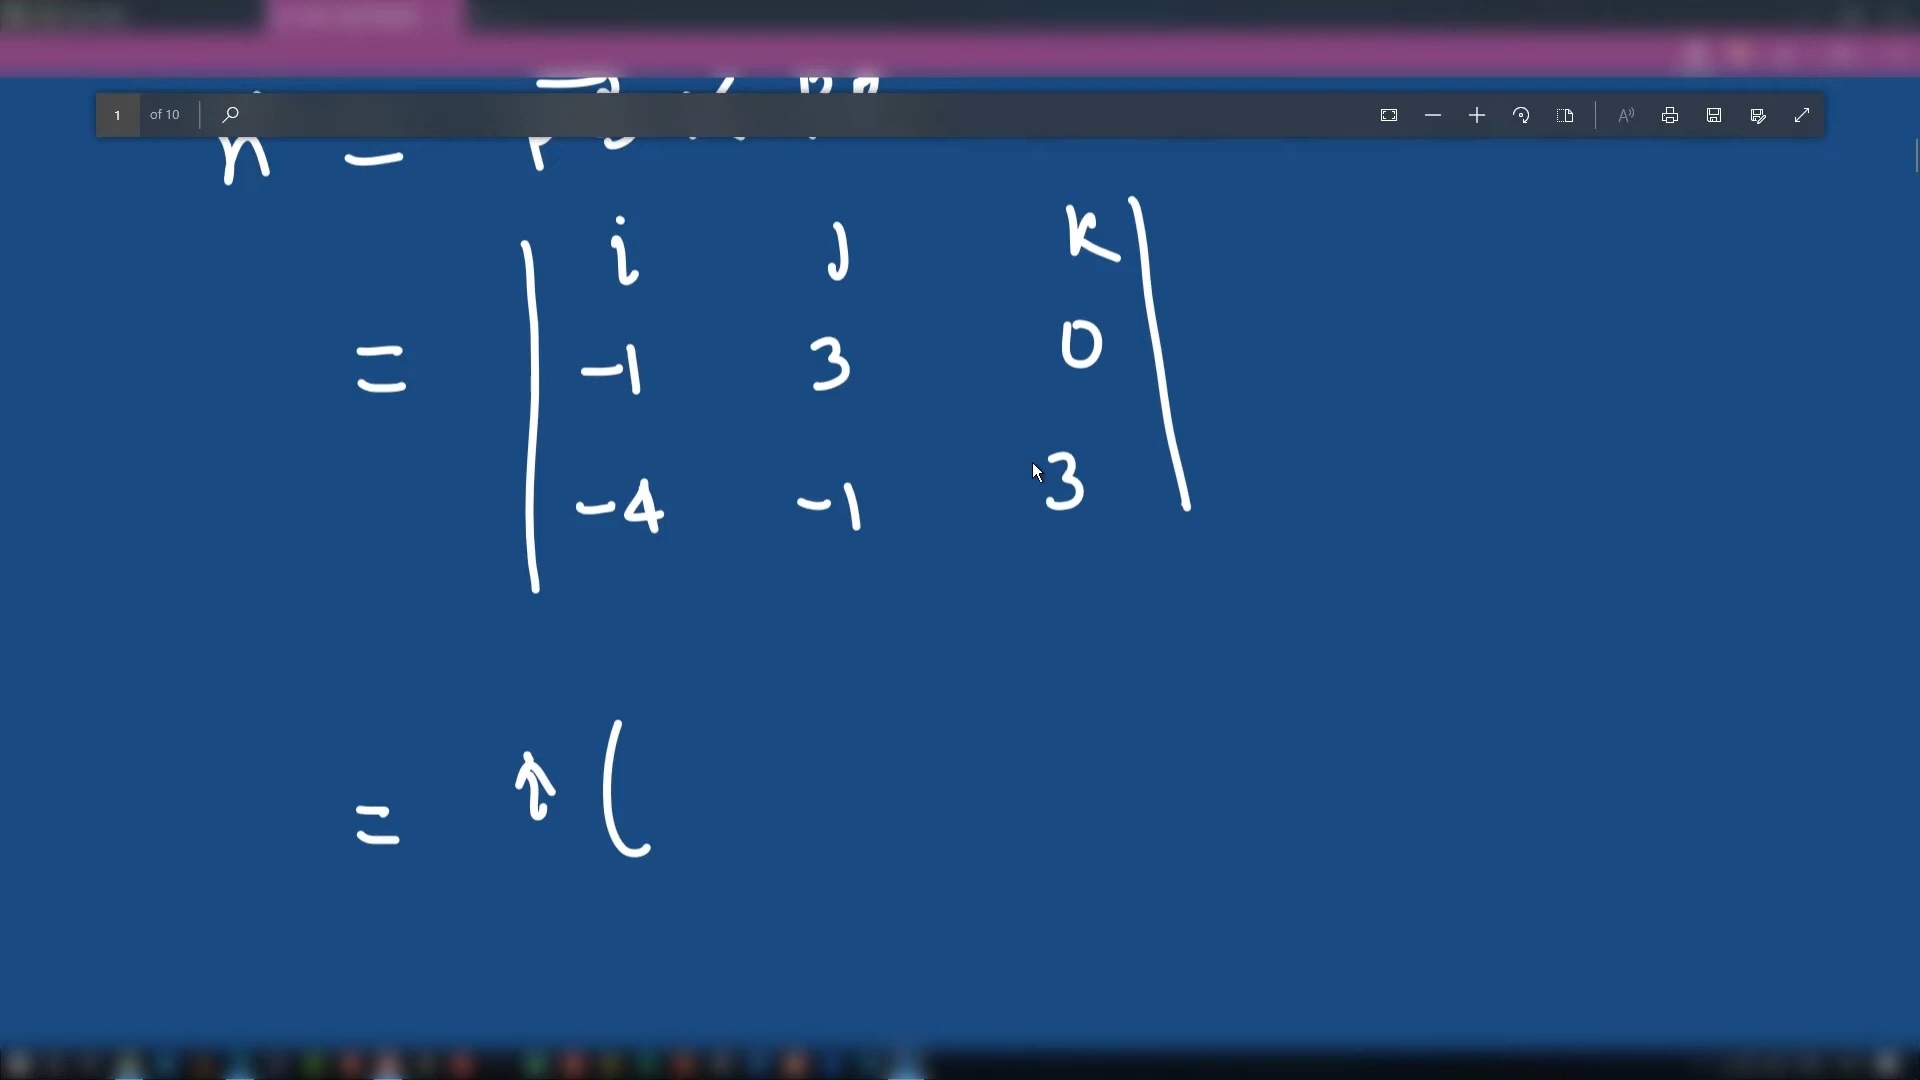 1 of 10
n =
i j k
= -1 3 0
-4 -1 3
= î (